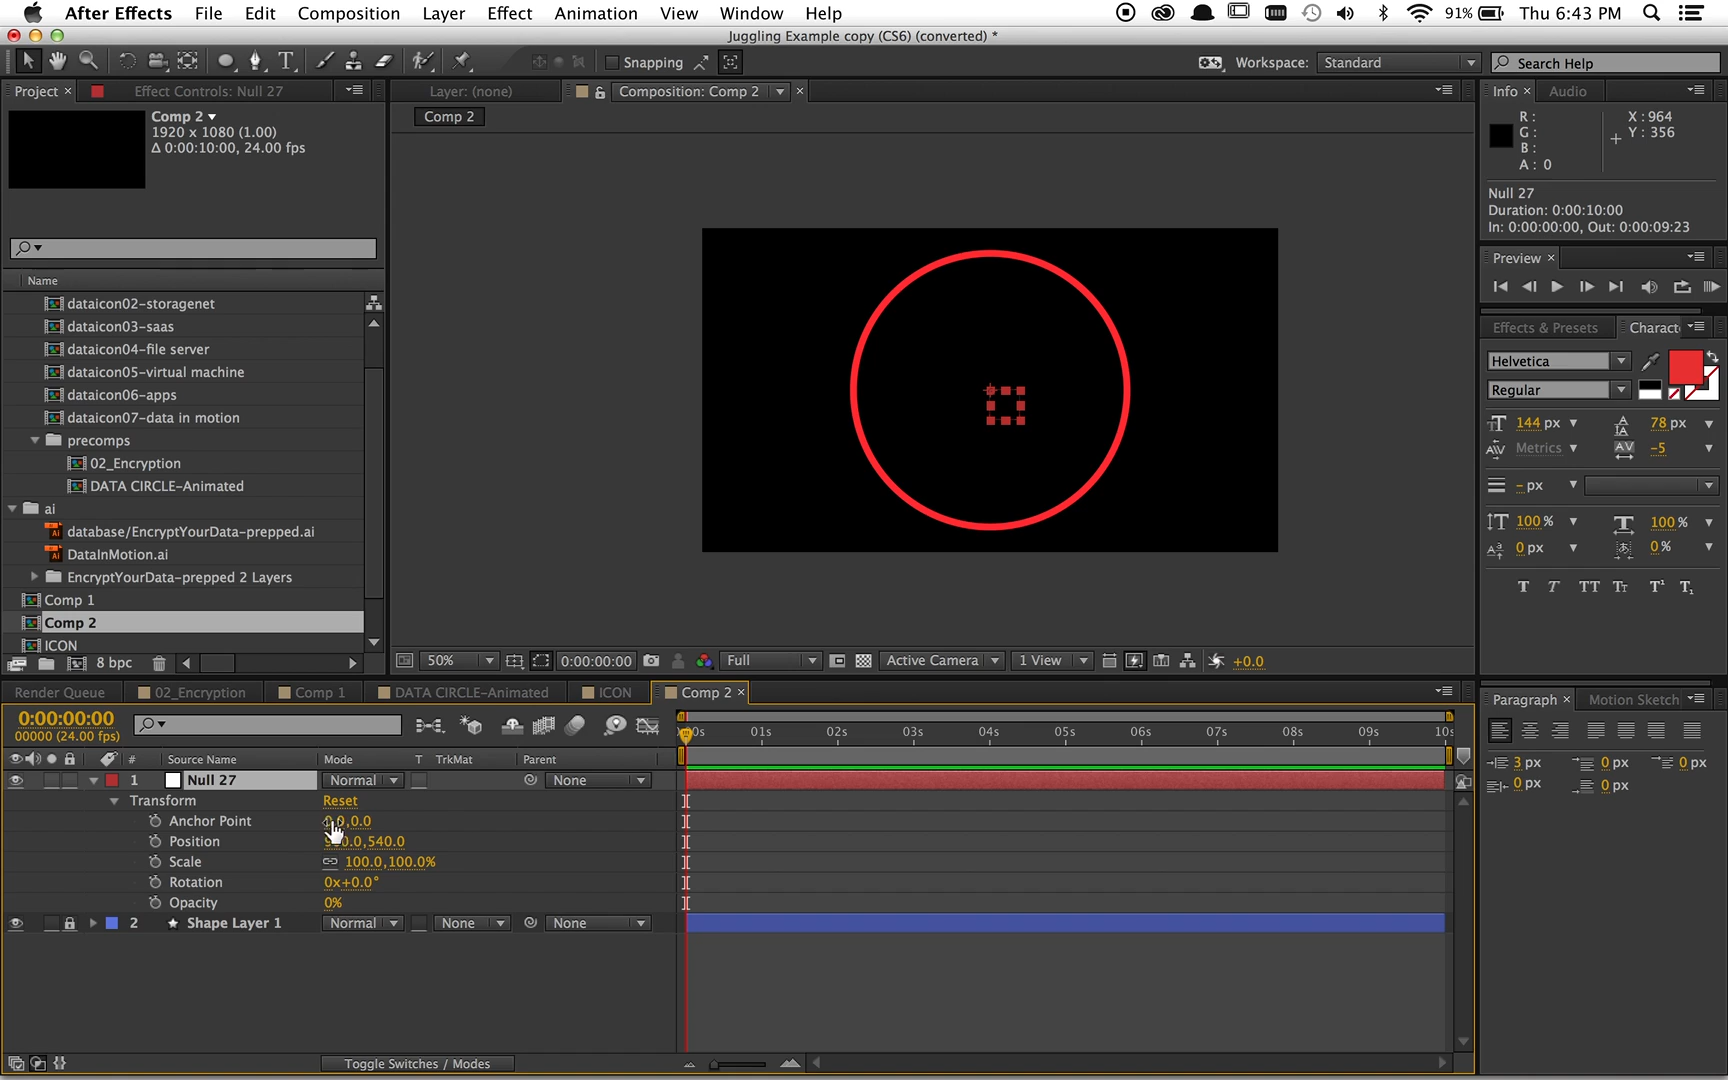 After Effects File Edit Composition Layer Effect Animation View Window Help 91% Thu 6:43 PM
Juggling Example copy (CS6) (converted) *
Snapping Workspace: Standard Search Help
Project × Effect Controls: Null 27 Layer: (none) Composition: Comp 2 × Info × Audio
Comp 2
1920 x 1080 (1.00)
Δ 0:00:10:00, 24.00 fps
Comp 2
R :
G :
B :
A : 0
X : 964
Y : 356
Null 27
Duration: 0:00:10:00
In: 0:00:00:00, Out: 0:00:09:23
Preview ×
Name
dataicon02-storagenet
dataicon03-saas
dataicon04-file server
dataicon05-virtual machine
dataicon06-apps
dataicon07-data in motion
precomps
02_Encryption
DATA CIRCLE-Animated
ai
database/EncryptYourData-prepped.ai
DataInMotion.ai
EncryptYourData-prepped 2 Layers
Comp 1
Comp 2
ICON
8 bpc
Effects & Presets Charact
Helvetica
Regular
144 px 78 px
Metrics -5
- px
100 % 100 %
0 px 0 %
T T TT Tt T¹ T₁
50% 0:00:00:00 Full Active Camera 1 View +0.0
Render Queue 02_Encryption Comp 1 DATA CIRCLE-Animated ICON Comp 2 ×
0:00:00:00
00000 (24.00 fps)
01s 02s 03s 04s 05s 06s 07s 08s 09s 10s
# Source Name Mode T TrkMat Parent
1 Null 27 Normal None
Transform Reset
Anchor Point ,0.0
Position .0,540.0
Scale 100.0,100.0%
Rotation 0x+0.0°
Opacity 0%
2 Shape Layer 1 Normal None None
Toggle Switches / Modes
Paragraph × Motion Sketch
3 px 0 px 0 px
0 px 0 px